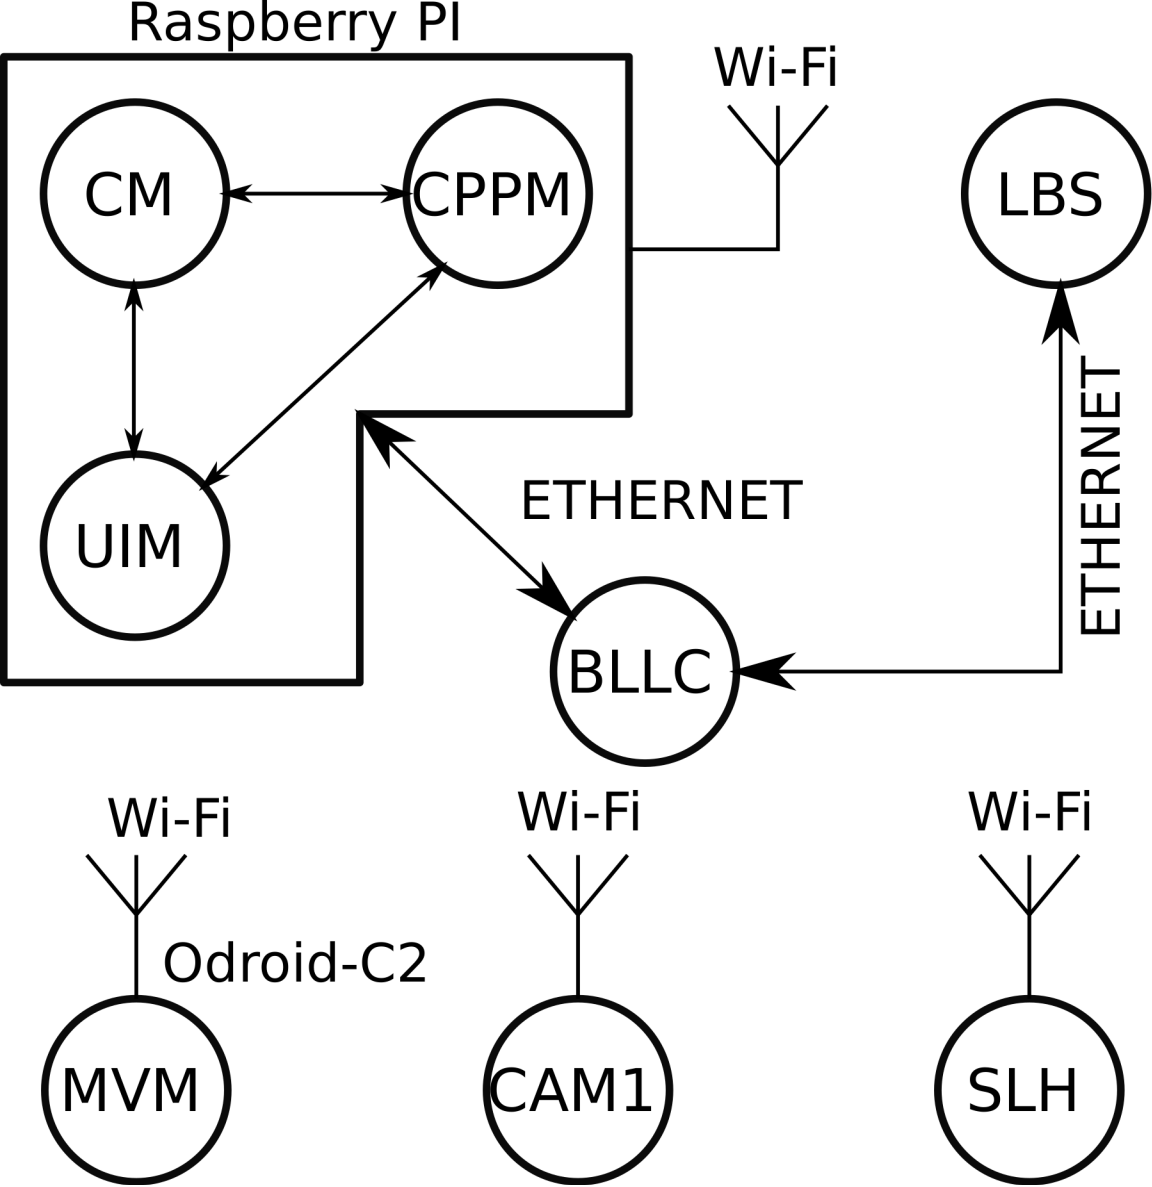 Raspberry PI
Wi-Fi
CM
CPPM
LBS
ETHERNET
ETHERNET
UIM
BLLC
Wi-Fi
Wi-Fi
Wi-Fi
Odroid-C2
MVM
CAM1
SLH